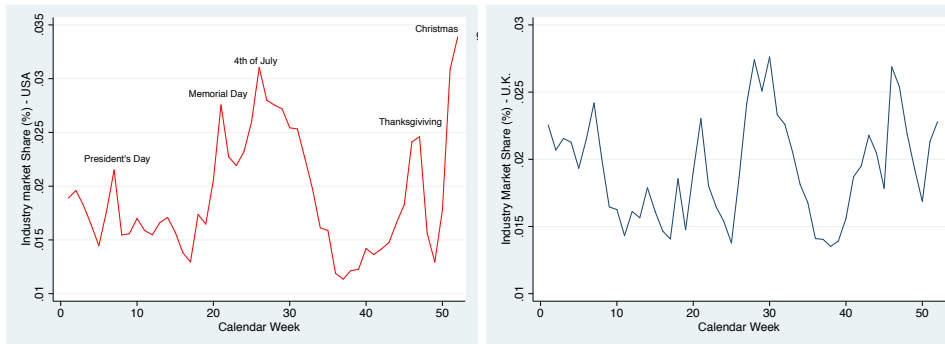 Industry market Share (%) - USA
.035
.03
.025
.02
.015
.01
Christmas
4th of July
Memorial Day
Thanksgiving
President's Day
0
10
20
30
40
50
Calendar Week
Industry Market Share (%) - U.K.
.03
.025
.02
.015
.01
0
10
20
30
40
50
Calendar Week